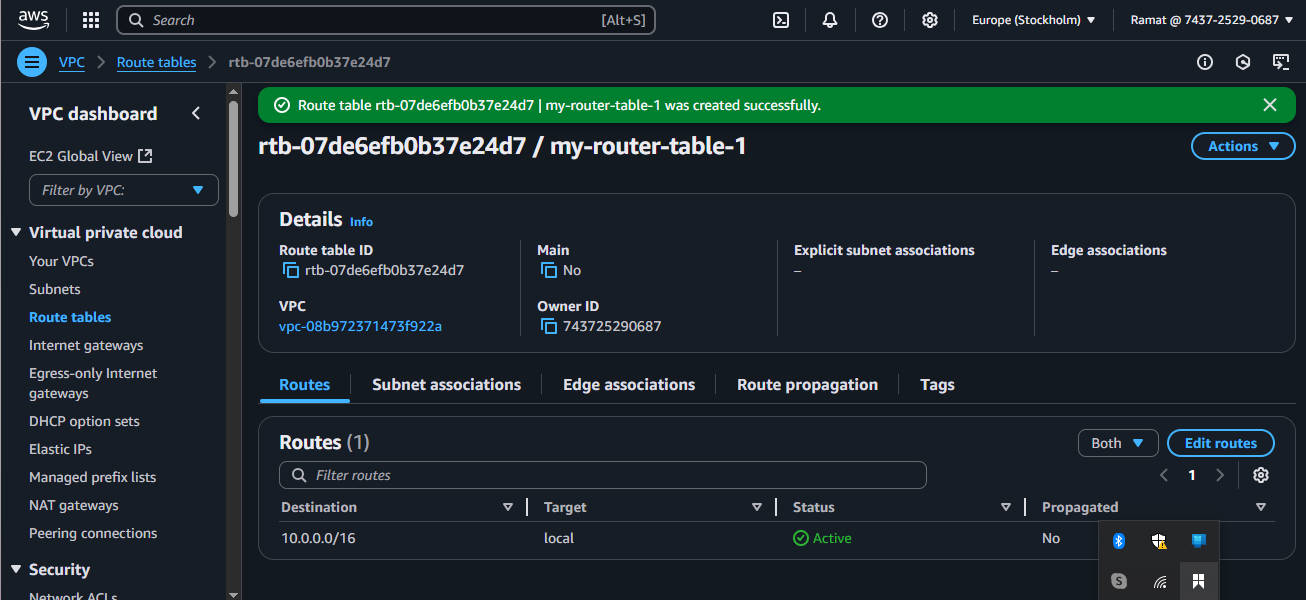 aws
Search
[Alt+S]
Europe (Stockholm)
Ramat @ 7437-2529-0687
VPC
Route tables
rtb-07de6efb0b37e24d7
VPC dashboard
EC2 Global View
Filter by VPC:
Virtual private cloud
Your VPCs
Subnets
Route tables
Internet gateways
Egress-only Internet
gateways
DHCP option sets
Elastic IPs
Managed prefix lists
NAT gateways
Peering connections
Security
Network ACLs
Route table rtb-07de6efb0b37e24d7 | my-router-table-1 was created successfully.
rtb-07de6efb0b37e24d7 / my-router-table-1
Actions
Details Info
Route table ID
rtb-07de6efb0b37e24d7
Main
No
Explicit subnet associations
–
Edge associations
–
VPC
vpc-08b972371473f922a
Owner ID
743725290687
Routes
Subnet associations
Edge associations
Route propagation
Tags
Routes (1)
Both
Edit routes
Filter routes
1
Destination
Target
Status
Propagated
10.0.0.0/16
local
Active
No